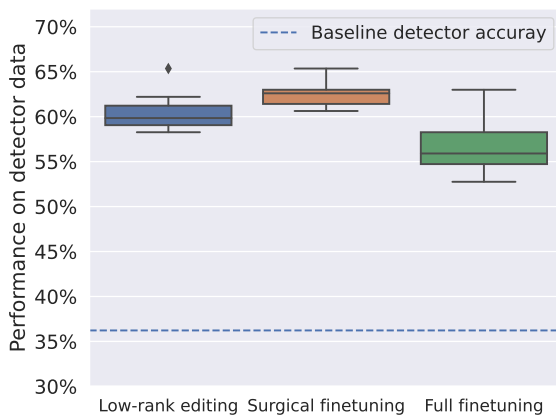 70%
Baseline detector accuray
65%
60%
55%
50%
45%
40%
35%
30%
Performance on detector data
Low-rank editing
Surgical finetuning
Full finetuning